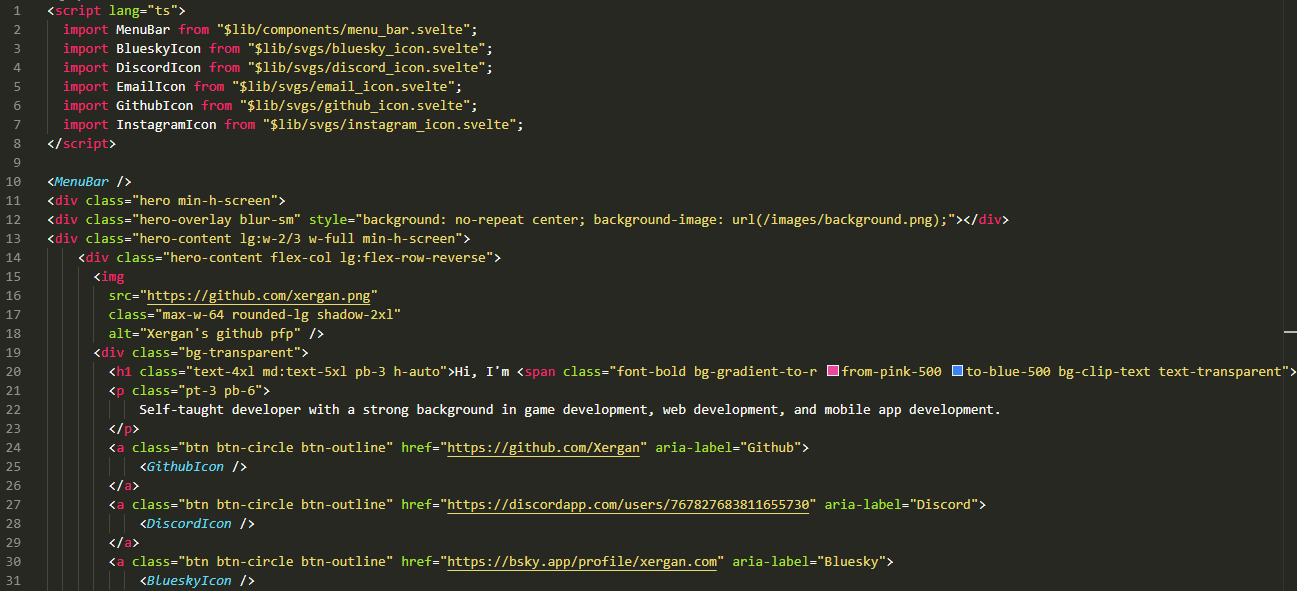 1 <script lang="ts">
2 import MenuBar from "$lib/components/menu_bar.svelte";
3 import BlueskyIcon from "$lib/svgs/bluesky_icon.svelte";
4 import DiscordIcon from "$lib/svgs/discord_icon.svelte";
5 import EmailIcon from "$lib/svgs/email_icon.svelte";
6 import GithubIcon from "$lib/svgs/github_icon.svelte";
7 import InstagramIcon from "$lib/svgs/instagram_icon.svelte";
8 </script>
9
10 <MenuBar />
11 <div class="hero min-h-screen">
12 <div class="hero-overlay blur-sm" style="background: no-repeat center; background-image: url(/images/background.png);"></div>
13 <div class="hero-content lg:w-2/3 w-full min-h-screen">
14 <div class="hero-content flex-col lg:flex-row-reverse">
15 <img
16 src="https://github.com/xergan.png"
17 class="max-w-64 rounded-lg shadow-2xl"
18 alt="Xergan's github pfp" />
19 <div class="bg-transparent">
20 <h1 class="text-4xl md:text-5xl pb-3 h-auto">Hi, I'm <span class="font-bold bg-gradient-to-r from-pink-500 to-blue-500 bg-clip-text text-transparent">
21 <p class="pt-3 pb-6">
22 Self-taught developer with a strong background in game development, web development, and mobile app development.
23 </p>
24 <a class="btn btn-circle btn-outline" href="https://github.com/Xergan" aria-label="Github">
25 <GithubIcon />
26 </a>
27 <a class="btn btn-circle btn-outline" href="https://discordapp.com/users/767827683811655730" aria-label="Discord">
28 <DiscordIcon />
29 </a>
30 <a class="btn btn-circle btn-outline" href="https://bsky.app/profile/xergan.com" aria-label="Bluesky">
31 <BlueskyIcon />